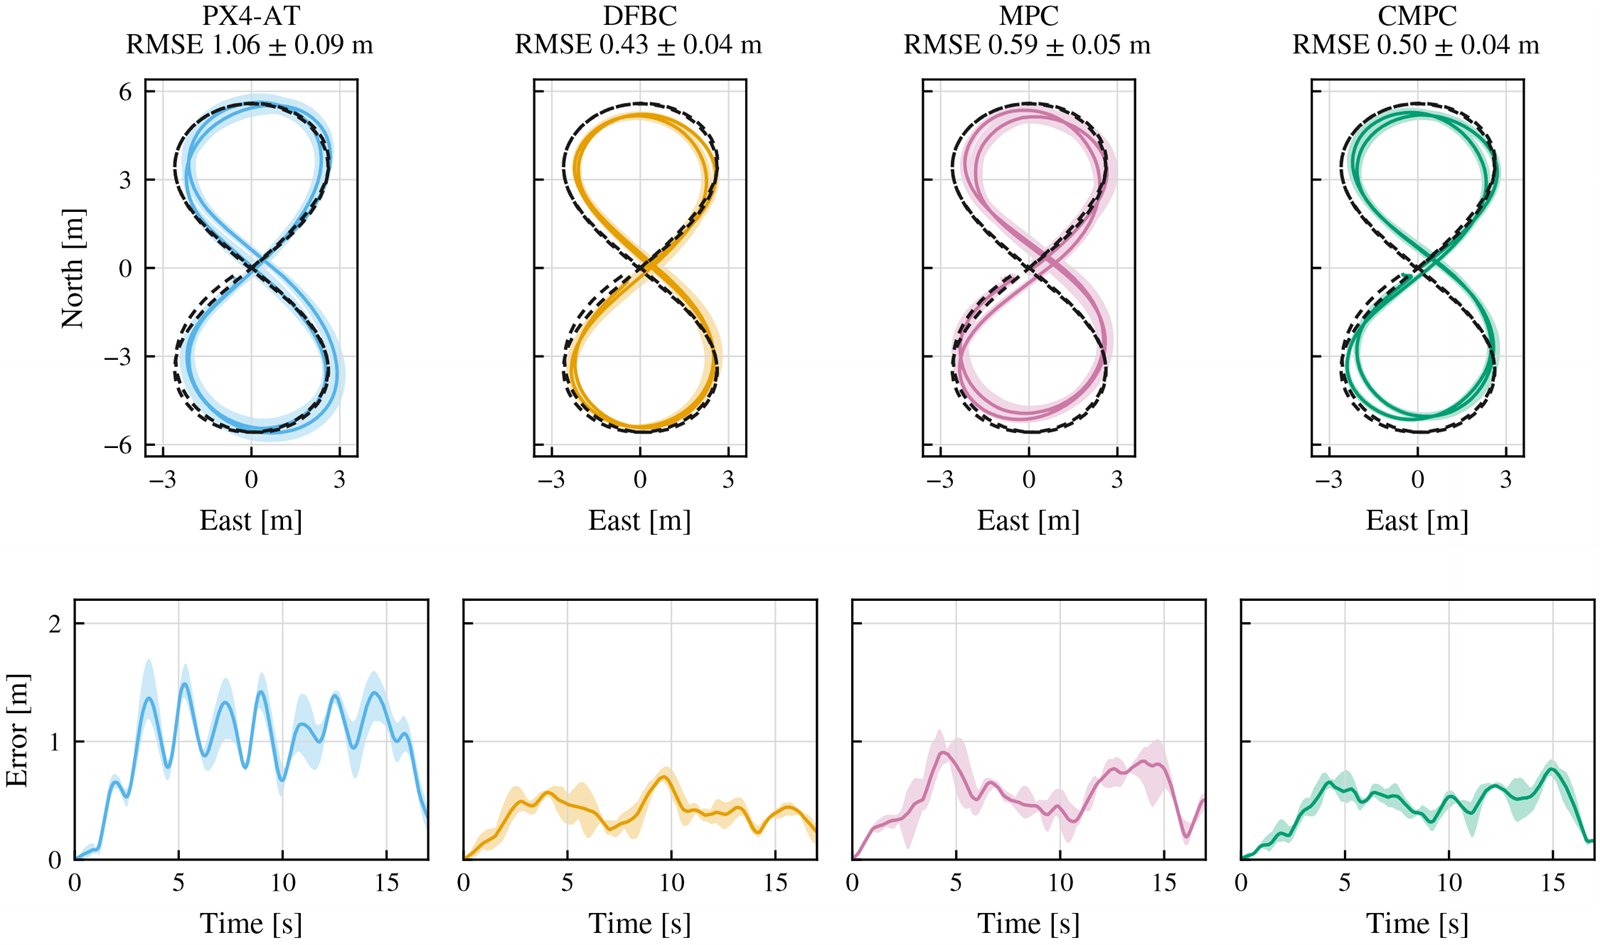 PX4-AT
RMSE 1.06 ± 0.09 m
DFBC
RMSE 0.43 ± 0.04 m
MPC
RMSE 0.59 ± 0.05 m
CMPC
RMSE 0.50 ± 0.04 m
North [m]
6
3
0
−3
−6
−3 0 3
−3 0 3
−3 0 3
−3 0 3
East [m]
East [m]
East [m]
East [m]
Error [m]
2
1
0
0 5 10 15
0 5 10 15
0 5 10 15
0 5 10 15
Time [s]
Time [s]
Time [s]
Time [s]